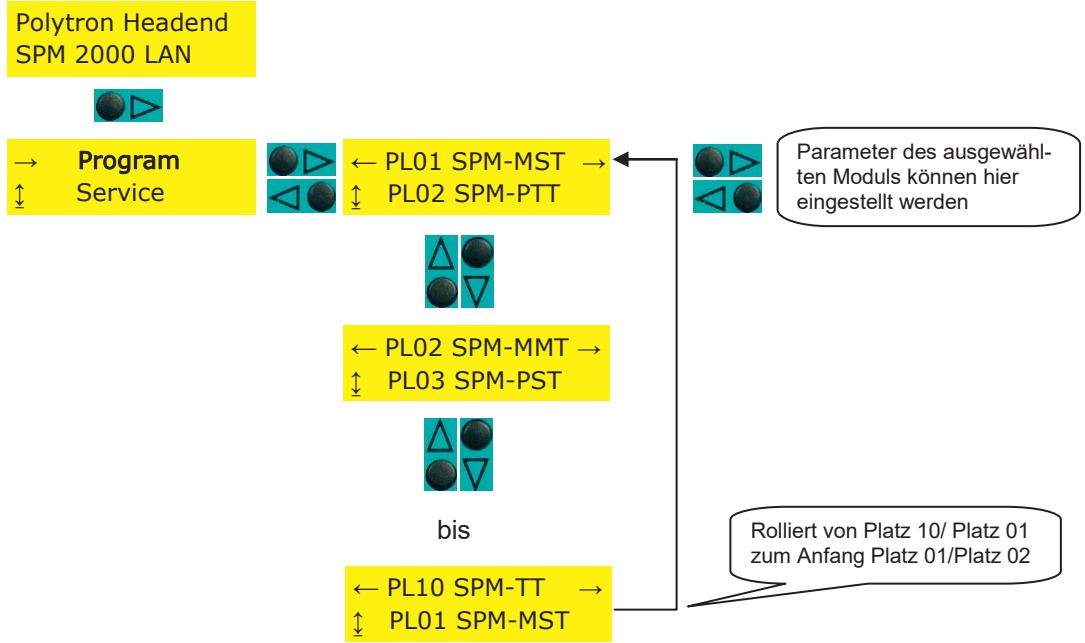 Polytron Headend
SPM 2000 LAN
→ Program
↕ Service
← PL01 SPM-MST →
↕ PL02 SPM-PTT
Parameter des ausgewähl-
ten Moduls können hier
eingestellt werden
← PL02 SPM-MMT →
↕ PL03 SPM-PST
bis
← PL10 SPM-TT →
↕ PL01 SPM-MST
Rolliert von Platz 10/ Platz 01
zum Anfang Platz 01/Platz 02